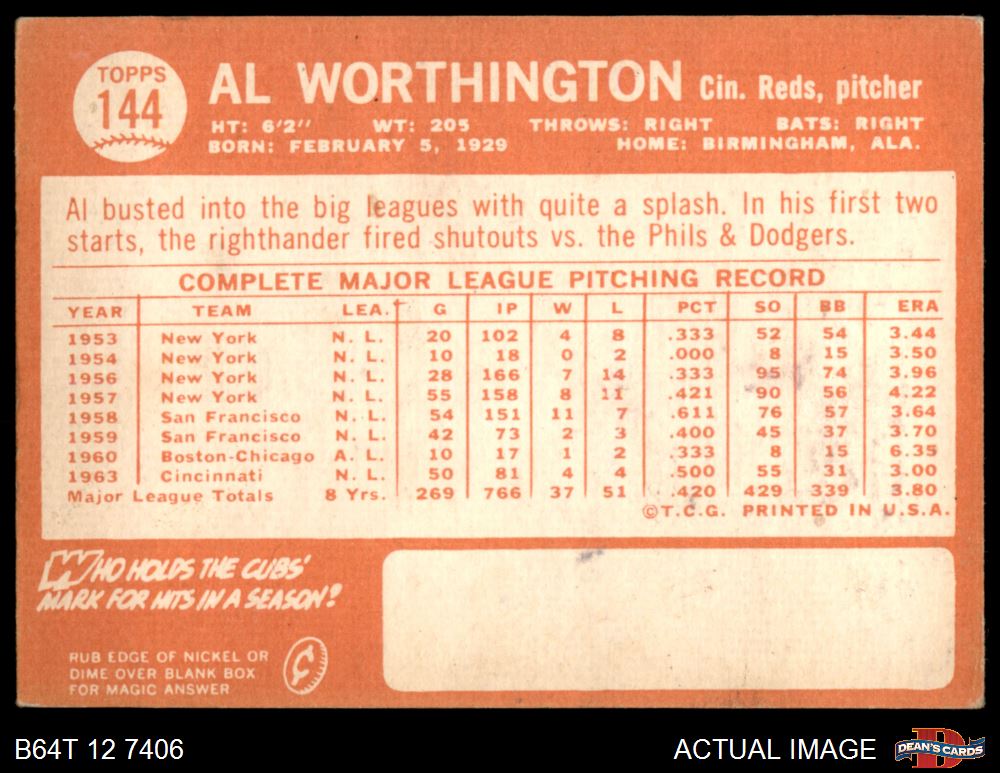 TOPPS
144
AL WORTHINGTON Cin. Reds, pitcher
HT: 6'2" WT: 205 THROWS: RIGHT BATS: RIGHT
BORN: FEBRUARY 5, 1929 HOME: BIRMINGHAM, ALA.
Al busted into the big leagues with quite a splash. In his first two
starts, the righthander fired shutouts vs. the Phils & Dodgers.
COMPLETE MAJOR LEAGUE PITCHING RECORD
YEAR TEAM LEA. G IP W L PCT SO BB ERA
1953 New York N. L. 20 102 4 8 .333 52 54 3.44
1954 New York N. L. 10 18 0 2 .000 8 15 3.50
1956 New York N. L. 28 166 7 14 .333 95 74 3.96
1957 New York N. L. 55 158 8 11 .421 90 56 4.22
1958 San Francisco N. L. 54 151 11 7 .611 76 57 3.64
1959 San Francisco N. L. 42 73 2 3 .400 45 37 3.70
1960 Boston-Chicago A. L. 10 17 1 2 .333 8 15 6.35
1963 Cincinnati N. L. 50 81 4 4 .500 55 31 3.00
Major League Totals 8 Yrs. 269 766 37 51 .420 429 339 3.80
©T.C.G. PRINTED IN U.S.A.
WHO HOLDS THE CUBS'
MARK FOR HITS IN A SEASON?
RUB EDGE OF NICKEL OR
DIME OVER BLANK BOX
FOR MAGIC ANSWER
B64T 12 7406 ACTUAL IMAGE DEAN'S CARDS